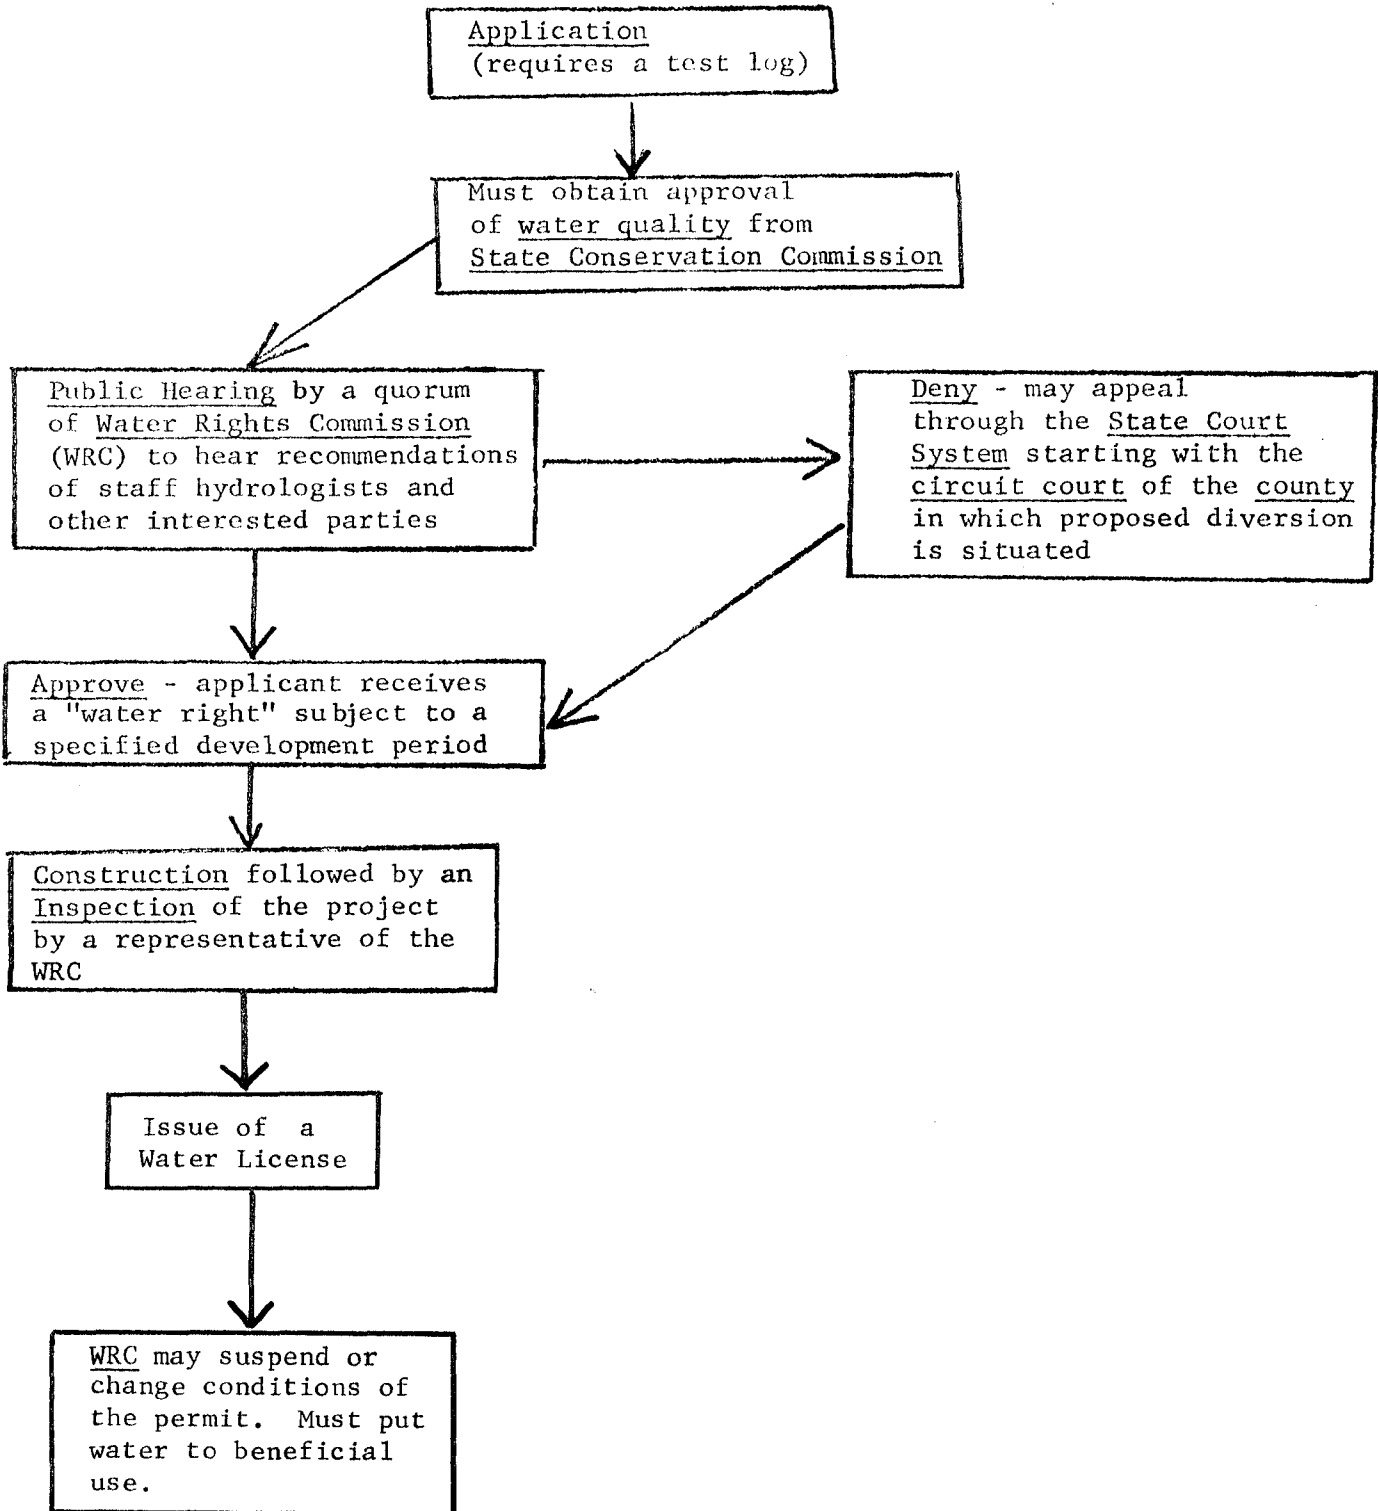 Application
(requires a test log)
Must obtain approval
of water quality from
State Conservation Commission
Public Hearing by a quorum
of Water Rights Commission
(WRC) to hear recommendations
of staff hydrologists and
other interested parties
Deny - may appeal
through the State Court
System starting with the
circuit court of the county
in which proposed diversion
is situated
Approve - applicant receives
a "water right" subject to a
specified development period
Construction followed by an
Inspection of the project
by a representative of the
WRC
Issue of a
Water License
WRC may suspend or
change conditions of
the permit. Must put
water to beneficial
use.